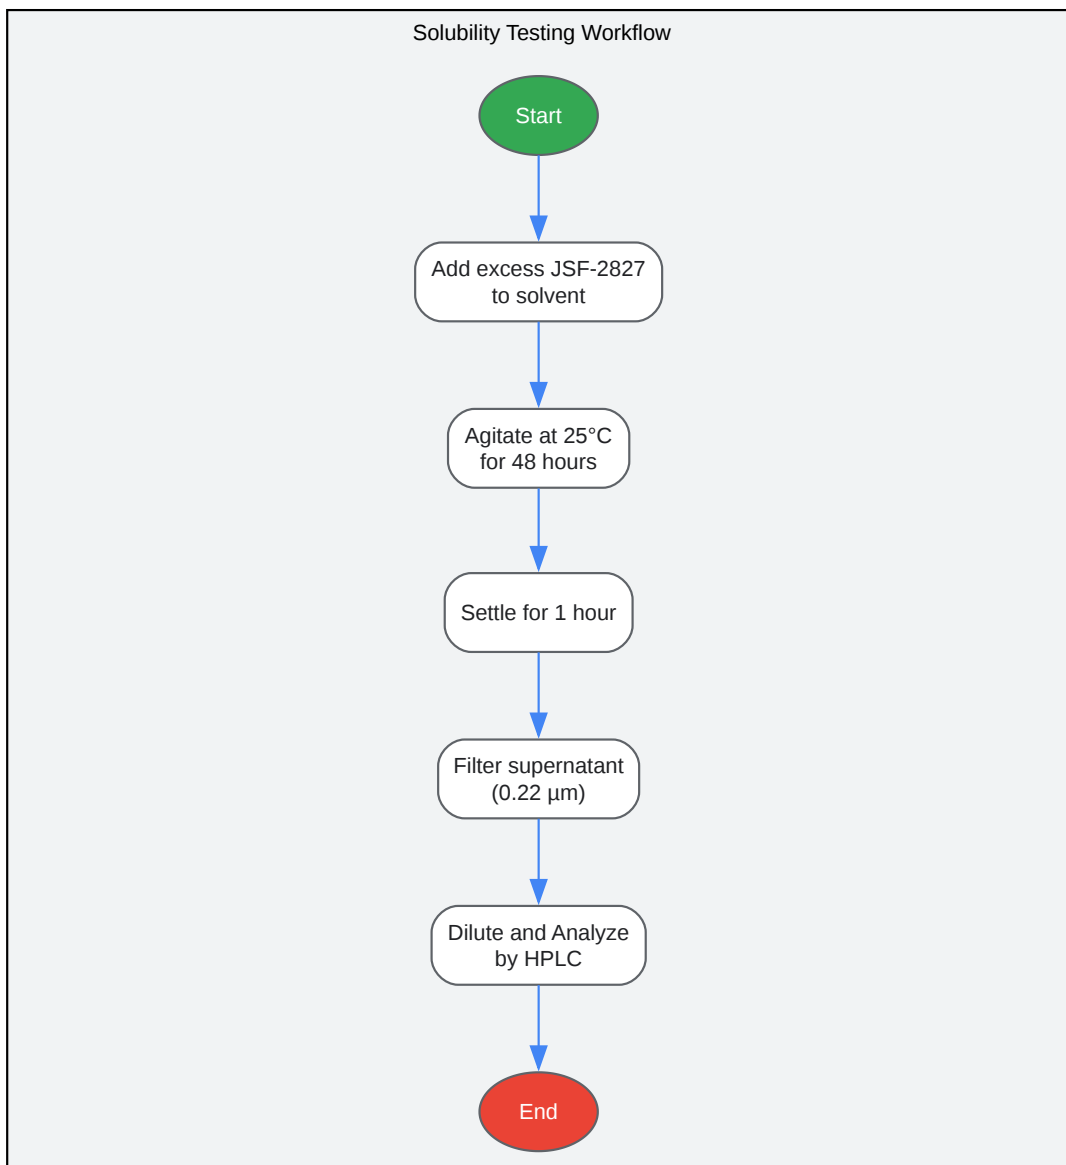 Solubility Testing Workflow
Start
Add excess JSF-2827
to solvent
Agitate at 25°C
for 48 hours
Settle for 1 hour
Filter supernatant
(0.22 µm)
Dilute and Analyze
by HPLC
End